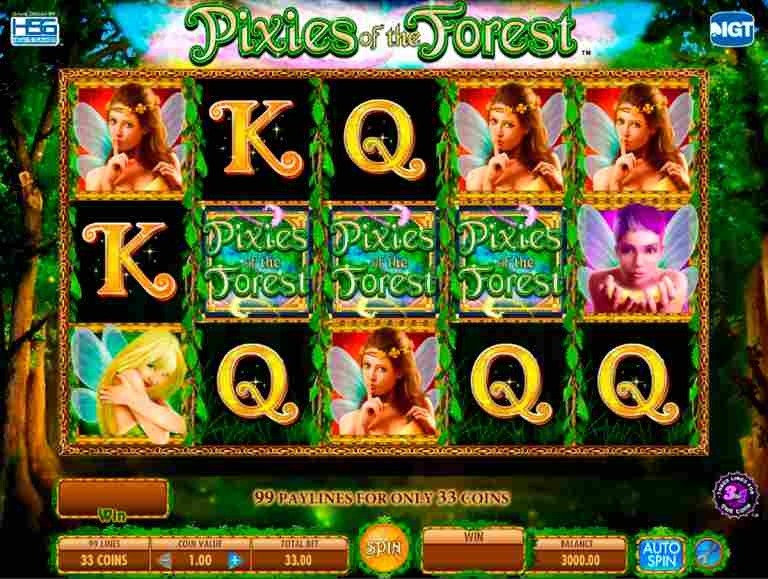 Pixies of the Forest™
IGT
K
Q
K
Pixies
of the
Forest
Pixies
of the
Forest
Pixies
of the
Forest
Q
Q
Q
99 PAYLINES FOR ONLY 33 COINS
Win
99 LINES
33 COINS
COIN VALUE
1.00
TOTAL BET
33.00
SPIN
WIN
BALANCE
3000.00
AUTO
SPIN